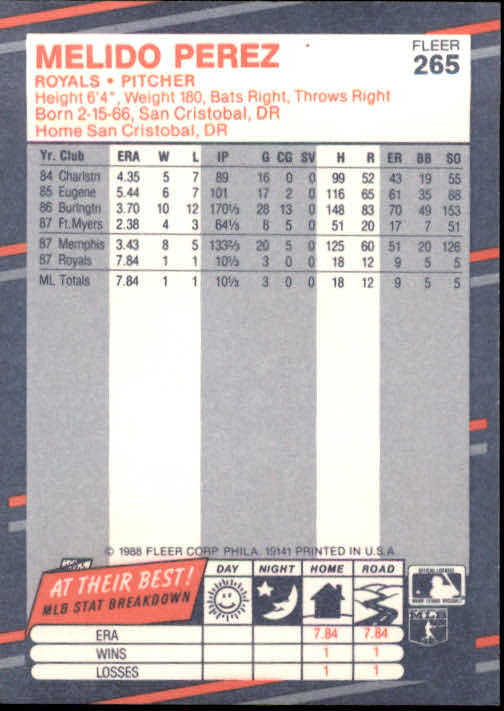 MELIDO PEREZ
FLEER
265
ROYALS • PITCHER
Height 6'4", Weight 180, Bats Right, Throws Right
Born 2-15-66, San Cristobal, DR
Home San Cristobal, DR
Yr. Club ERA W L IP G CG SV H R ER BB SO
84 Charlstn 4.35 5 7 89 16 0 0 99 52 43 19 55
85 Eugene 5.44 6 7 101 17 2 0 116 65 61 35 88
86 Burlngtn 3.70 10 12 170⅓ 28 13 0 148 83 70 49 153
87 Ft.Myers 2.38 4 3 64⅓ 8 5 0 51 20 17 7 51
87 Memphis 3.43 8 5 133⅔ 20 5 0 125 60 51 20 126
87 Royals 7.84 1 1 10⅓ 3 0 0 18 12 9 5 5
ML Totals 7.84 1 1 10⅓ 3 0 0 18 12 9 5 5
© 1988 FLEER CORP PHILA. 19141 PRINTED IN U.S.A.
AT THEIR BEST!
MLB STAT BREAKDOWN
DAY NIGHT HOME ROAD
ERA 7.84 7.84
WINS 1 1
LOSSES 1 1